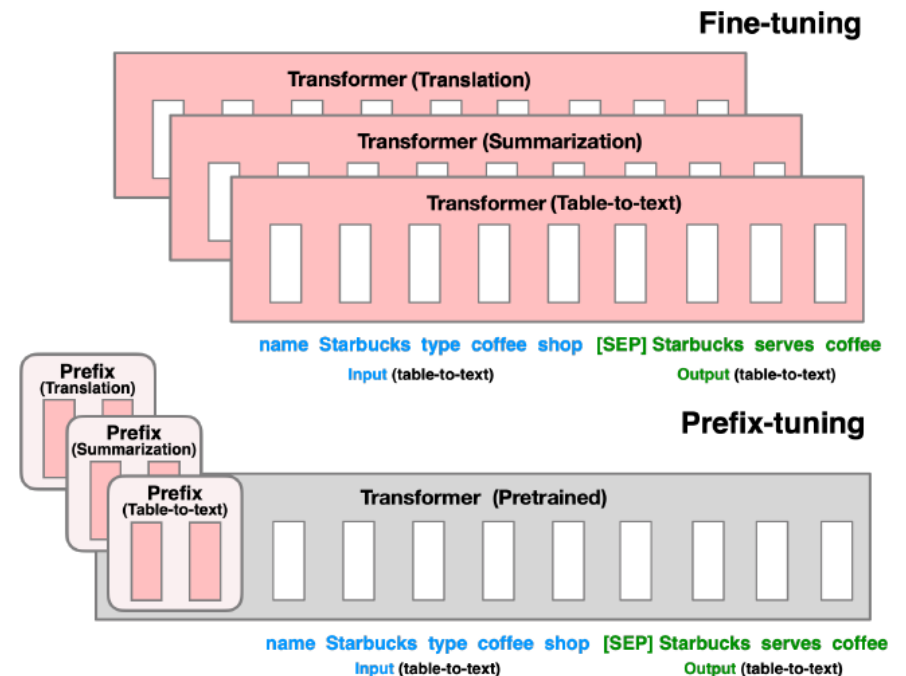 Fine-tuning
Transformer (Translation)
Transformer (Summarization)
Transformer (Table-to-text)
name Starbucks type coffee shop [SEP] Starbucks serves coffee
Input (table-to-text) Output (table-to-text)
Prefix
(Translation)
Prefix-tuning
Prefix
(Summarization)
Prefix
(Table-to-text)
Transformer (Pretrained)
name Starbucks type coffee shop [SEP] Starbucks serves coffee
Input (table-to-text) Output (table-to-text)